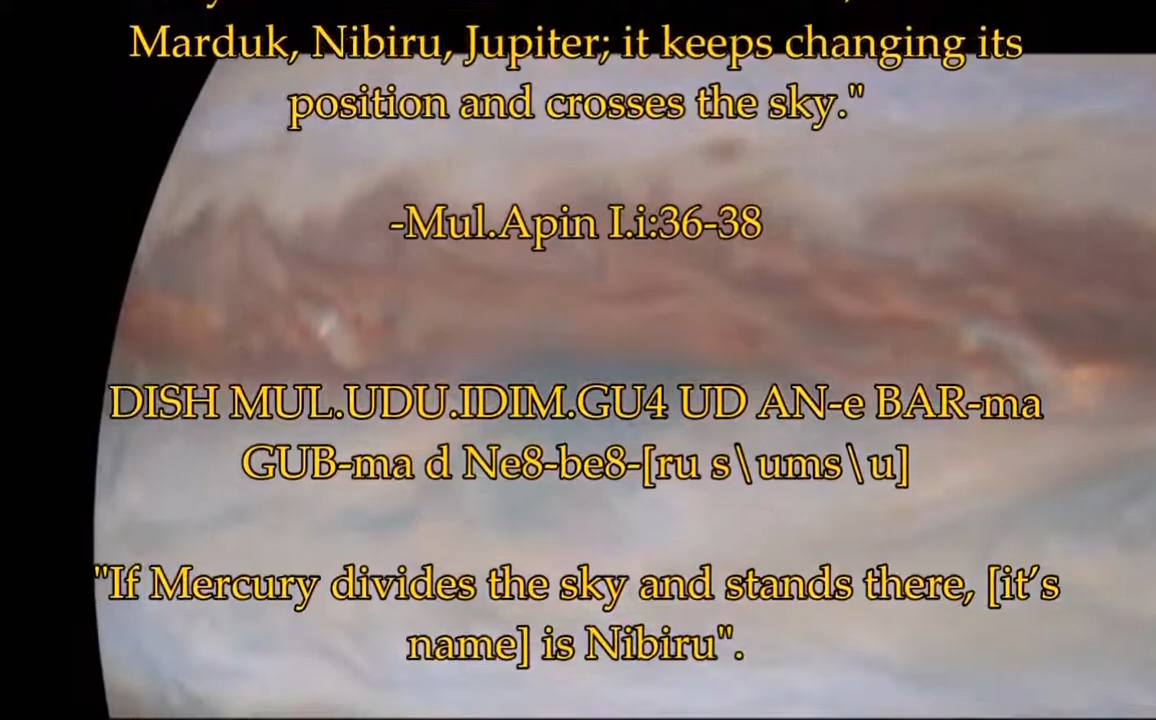 Marduk, Nibiru, Jupiter; it keeps changing its
position and crosses the sky."
-Mul.Apin I.i:36-38
DISH MUL.UDU.IDIM.GU4 UD AN-e BAR-ma
GUB-ma d Ne8-be8-[ru s\ums\u]
"If Mercury divides the sky and stands there, [it’s
name] is Nibiru".